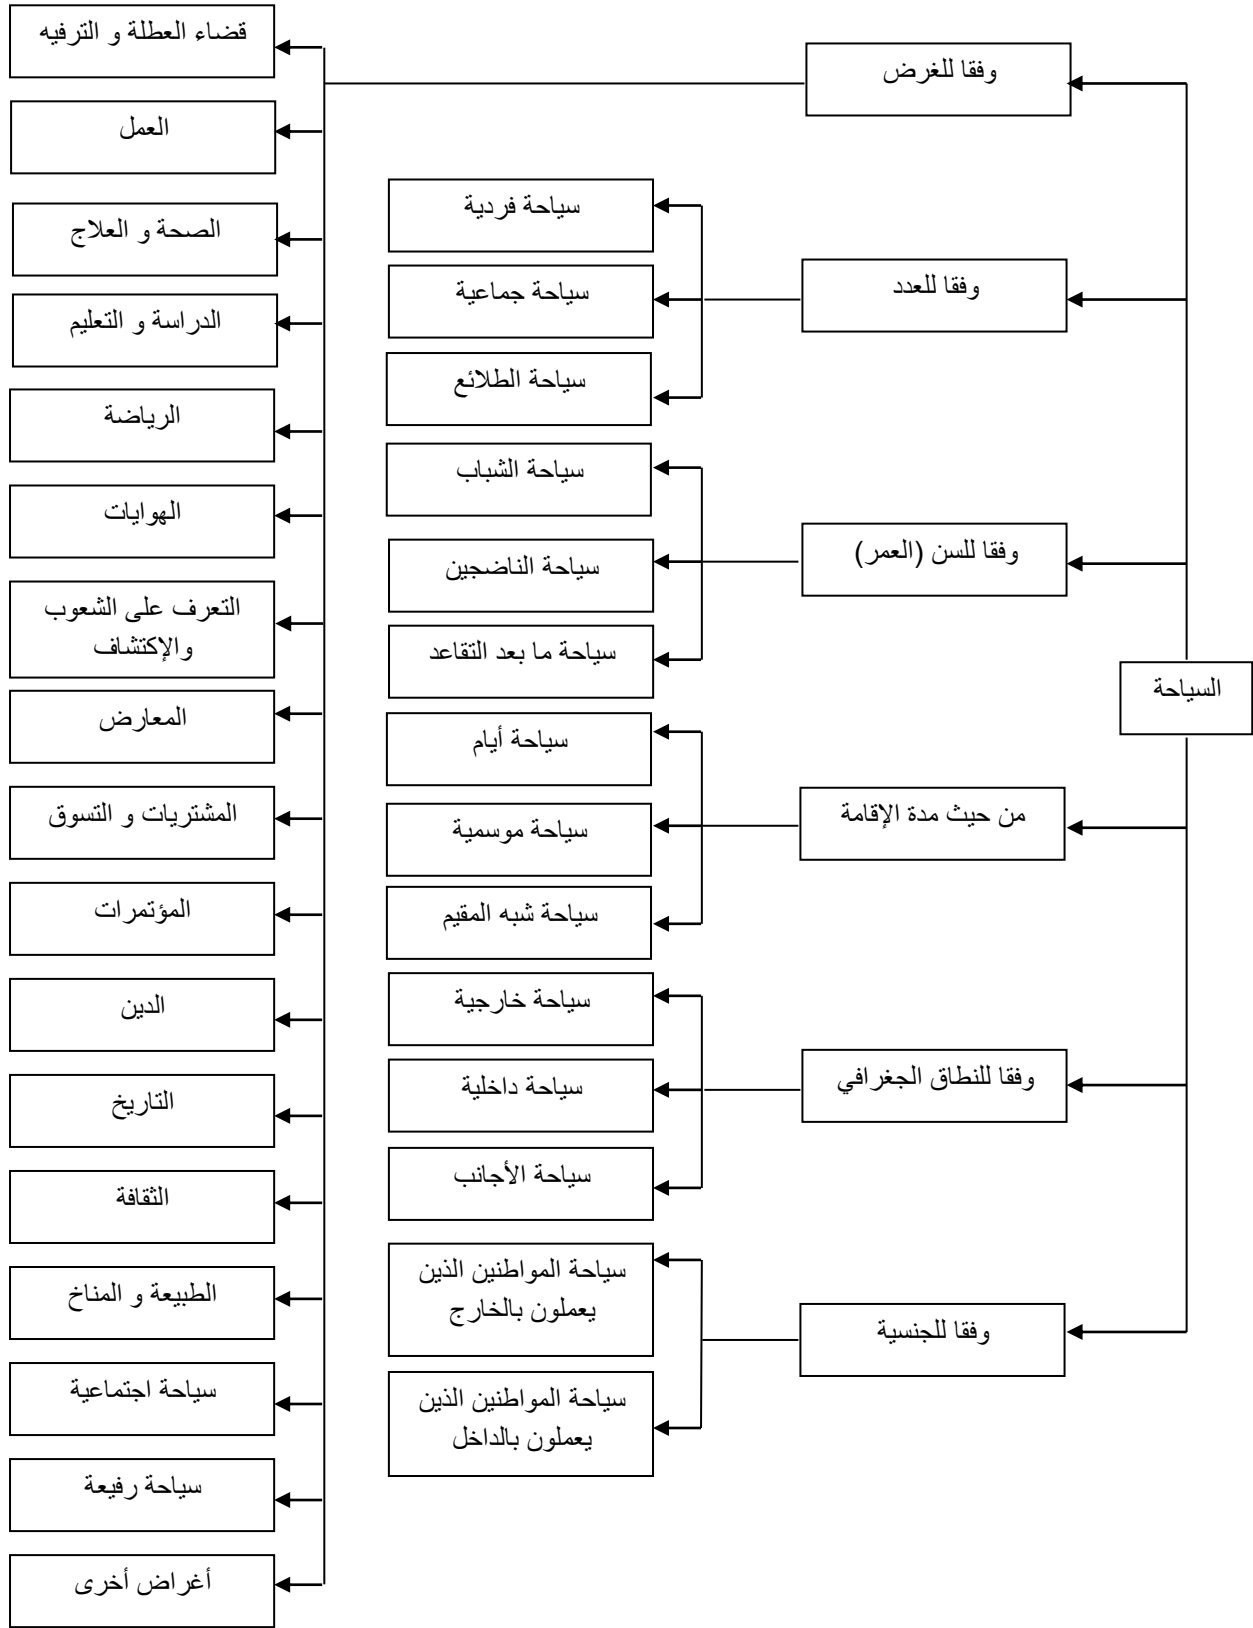 السياحة
وفقا للغرض
قضاء العطلة و الترفيه
العمل
الصحة و العلاج
الدراسة و التعليم
الرياضة
الهوايات
التعرف على الشعوب
والإكتشاف
المعارض
المشتريات و التسوق
المؤتمرات
الدين
التاريخ
الثقافة
الطبيعة و المناخ
سياحة اجتماعية
سياحة رفيعة
أغراض أخرى
وفقا للعدد
سياحة فردية
سياحة جماعية
سياحة الطلائع
وفقا للسن (العمر)
سياحة الشباب
سياحة الناضجين
سياحة ما بعد التقاعد
من حيث مدة الإقامة
سياحة أيام
سياحة موسمية
سياحة شبه المقيم
وفقا للنطاق الجغرافي
سياحة خارجية
سياحة داخلية
سياحة الأجانب
وفقا للجنسية
سياحة المواطنين الذين
يعملون بالخارج
سياحة المواطنين الذين
يعملون بالداخل